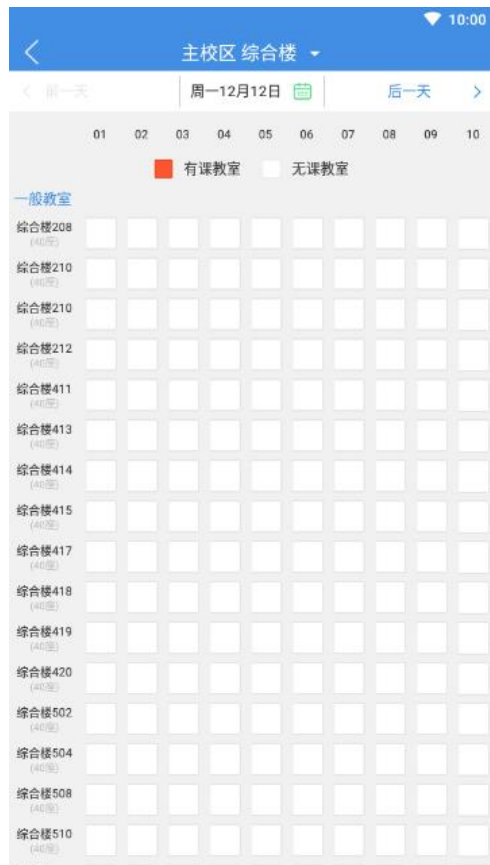 10:00
主校区 综合楼
前一天 周一12月12日 后一天
01 02 03 04 05 06 07 08 09 10
有课教室 无课教室
一般教室
综合楼208
(40座)
综合楼210
(40座)
综合楼210
(40座)
综合楼212
(40座)
综合楼411
(40座)
综合楼413
(40座)
综合楼414
(40座)
综合楼415
(40座)
综合楼417
(40座)
综合楼418
(40座)
综合楼419
(40座)
综合楼420
(40座)
综合楼502
(40座)
综合楼504
(40座)
综合楼508
(40座)
综合楼510
(40座)